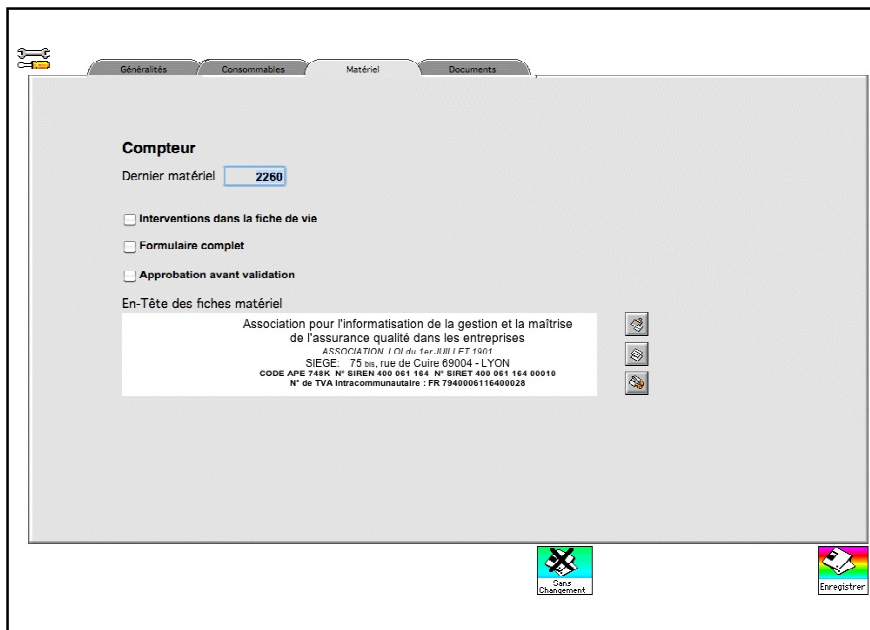 Généralités
Consommables
Matériel
Documents
Compteur
Dernier matériel 2260
Interventions dans la fiche de vie
Formulaire complet
Approbation avant validation
En-Tête des fiches matériel
Association pour l'informatisation de la gestion et la maîtrise
de l'assurance qualité dans les entreprises
ASSOCIATION LOI du 1er JUILLET 1901
SIEGE: 75 bis, rue de Cuire 69004 - LYON
CODE APE 748K N° SIREN 400 061 164 N° SIRET 400 061 164 00010
N° de TVA Intracommunautaire : FR 7940006116400028
Sans
Changement
Enregistrer